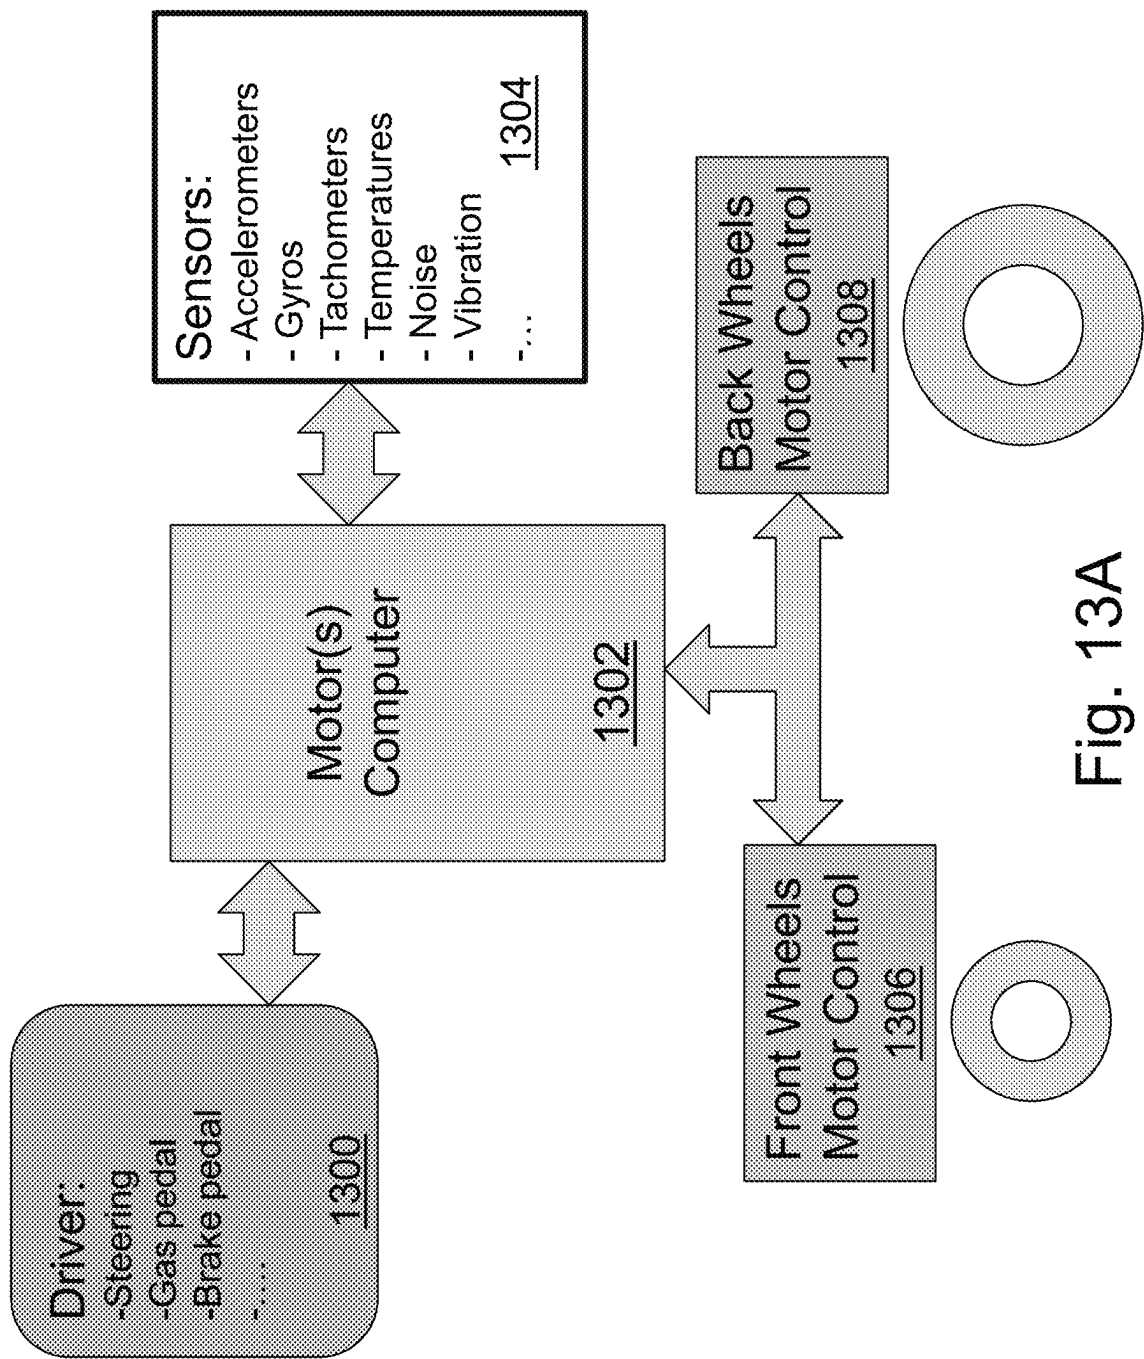 Driver:
-Steering
-Gas pedal
-Brake pedal
-.....
1300
Motor(s)
Computer
1302
Sensors:
- Accelerometers
- Gyros
- Tachometers
- Temperatures
- Noise
- Vibration
-...
1304
Front Wheels
Motor Control
1306
Back Wheels
Motor Control
1308
Fig. 13A